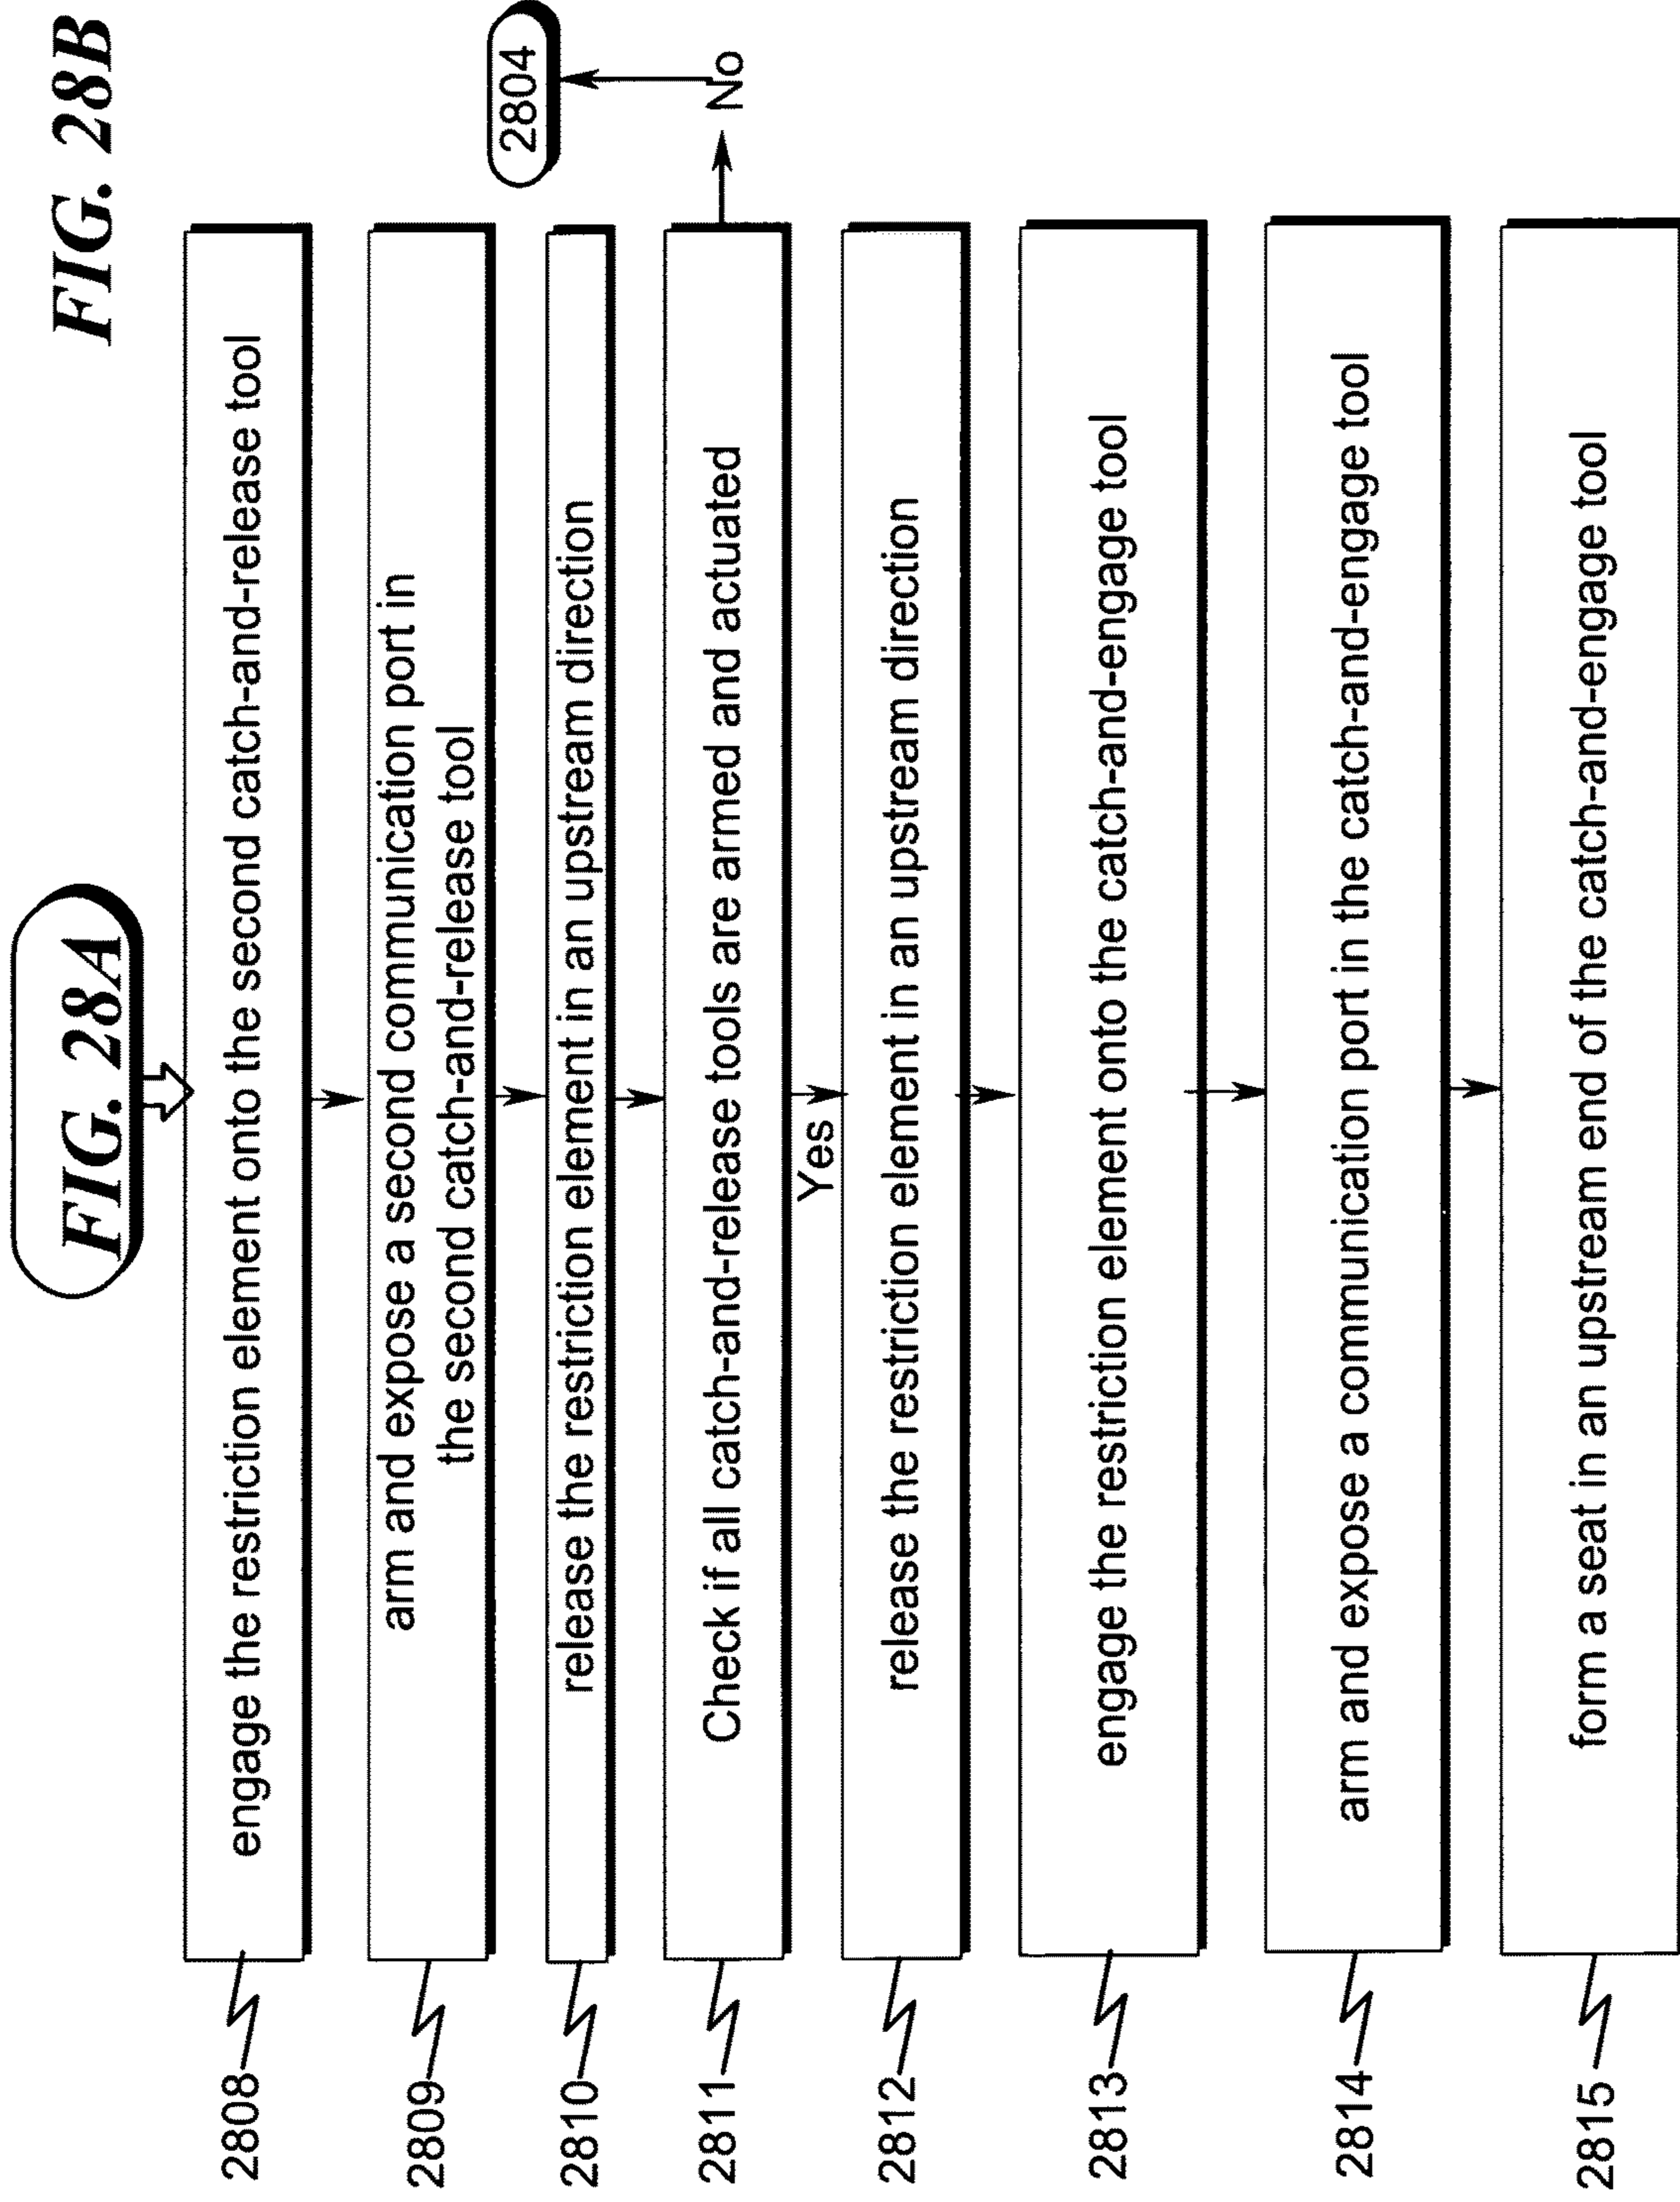 FIG. 28B
FIG. 28A
2808
engage the restriction element onto the second catch-and-release tool
2809
arm and expose a second communication port in
the second catch-and-release tool
2810
release the restriction element in an upstream direction
2811
Check if all catch-and-release tools are armed and actuated
No
2804
Yes
2812
release the restriction element in an upstream direction
2813
engage the restriction element onto the catch-and-engage tool
2814
arm and expose a communication port in the catch-and-engage tool
2815
form a seat in an upstream end of the catch-and-engage tool